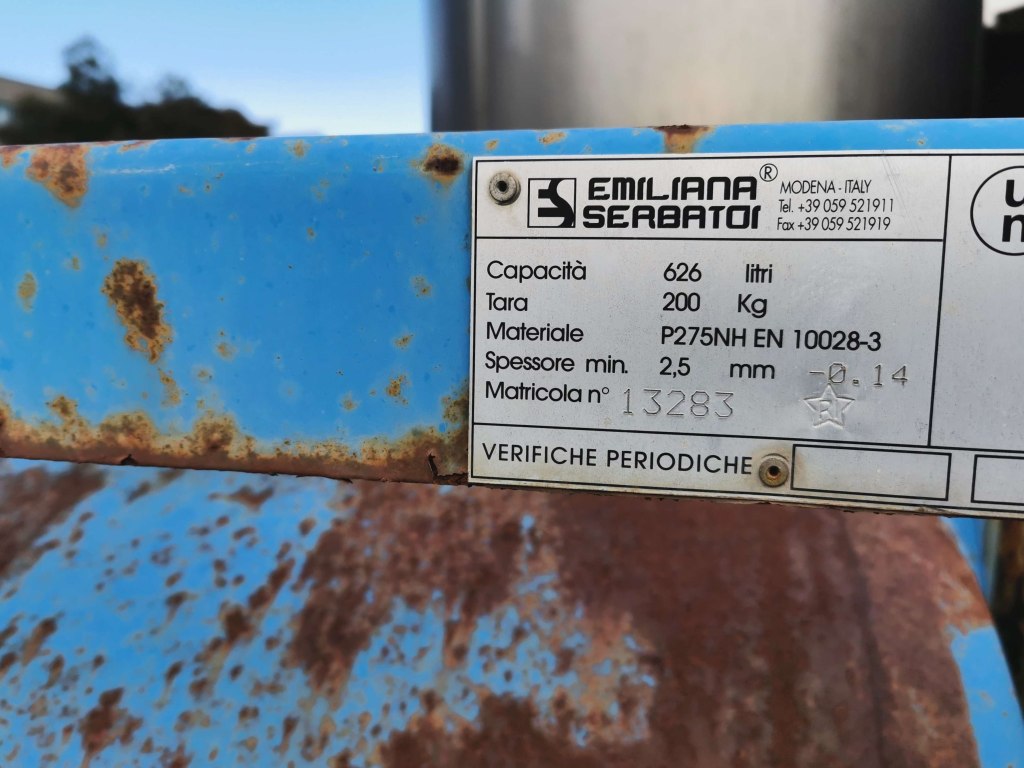 EMILIANA®
SERBATOI
MODENA - ITALY
Tel. +39 059 521911
Fax +39 059 521919
Capacità 626 litri
Tara 200 Kg
Materiale P275NH EN 10028-3
Spessore min. 2,5 mm -0.14
Matricola n° 13283
R
VERIFICHE PERIODICHE